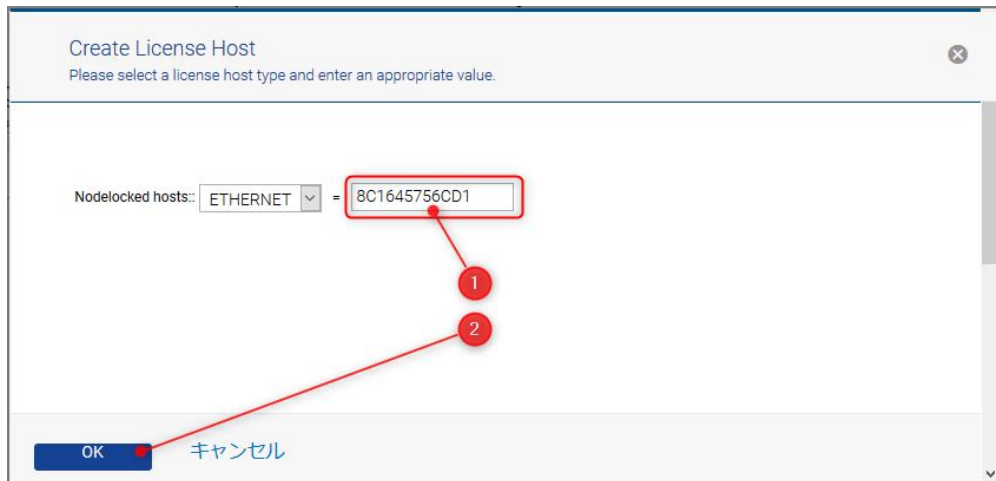 Create License Host
Please select a license host type and enter an appropriate value.
Nodelocked hosts:: ETHERNET = 8C1645756CD1
1
2
OK キャンセル